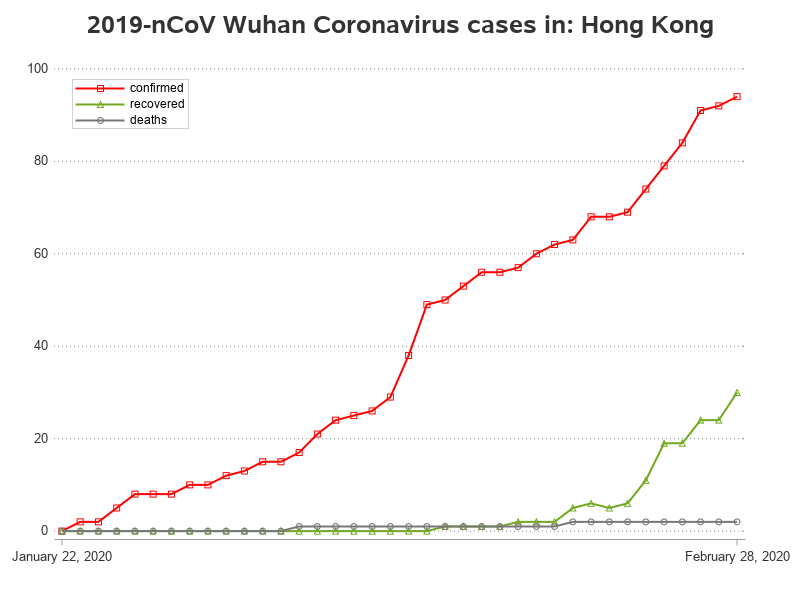 2019-nCoV Wuhan Coronavirus cases in: Hong Kong
100
confirmed
recovered
deaths
80
60
40
20
0
January 22, 2020
February 28, 2020